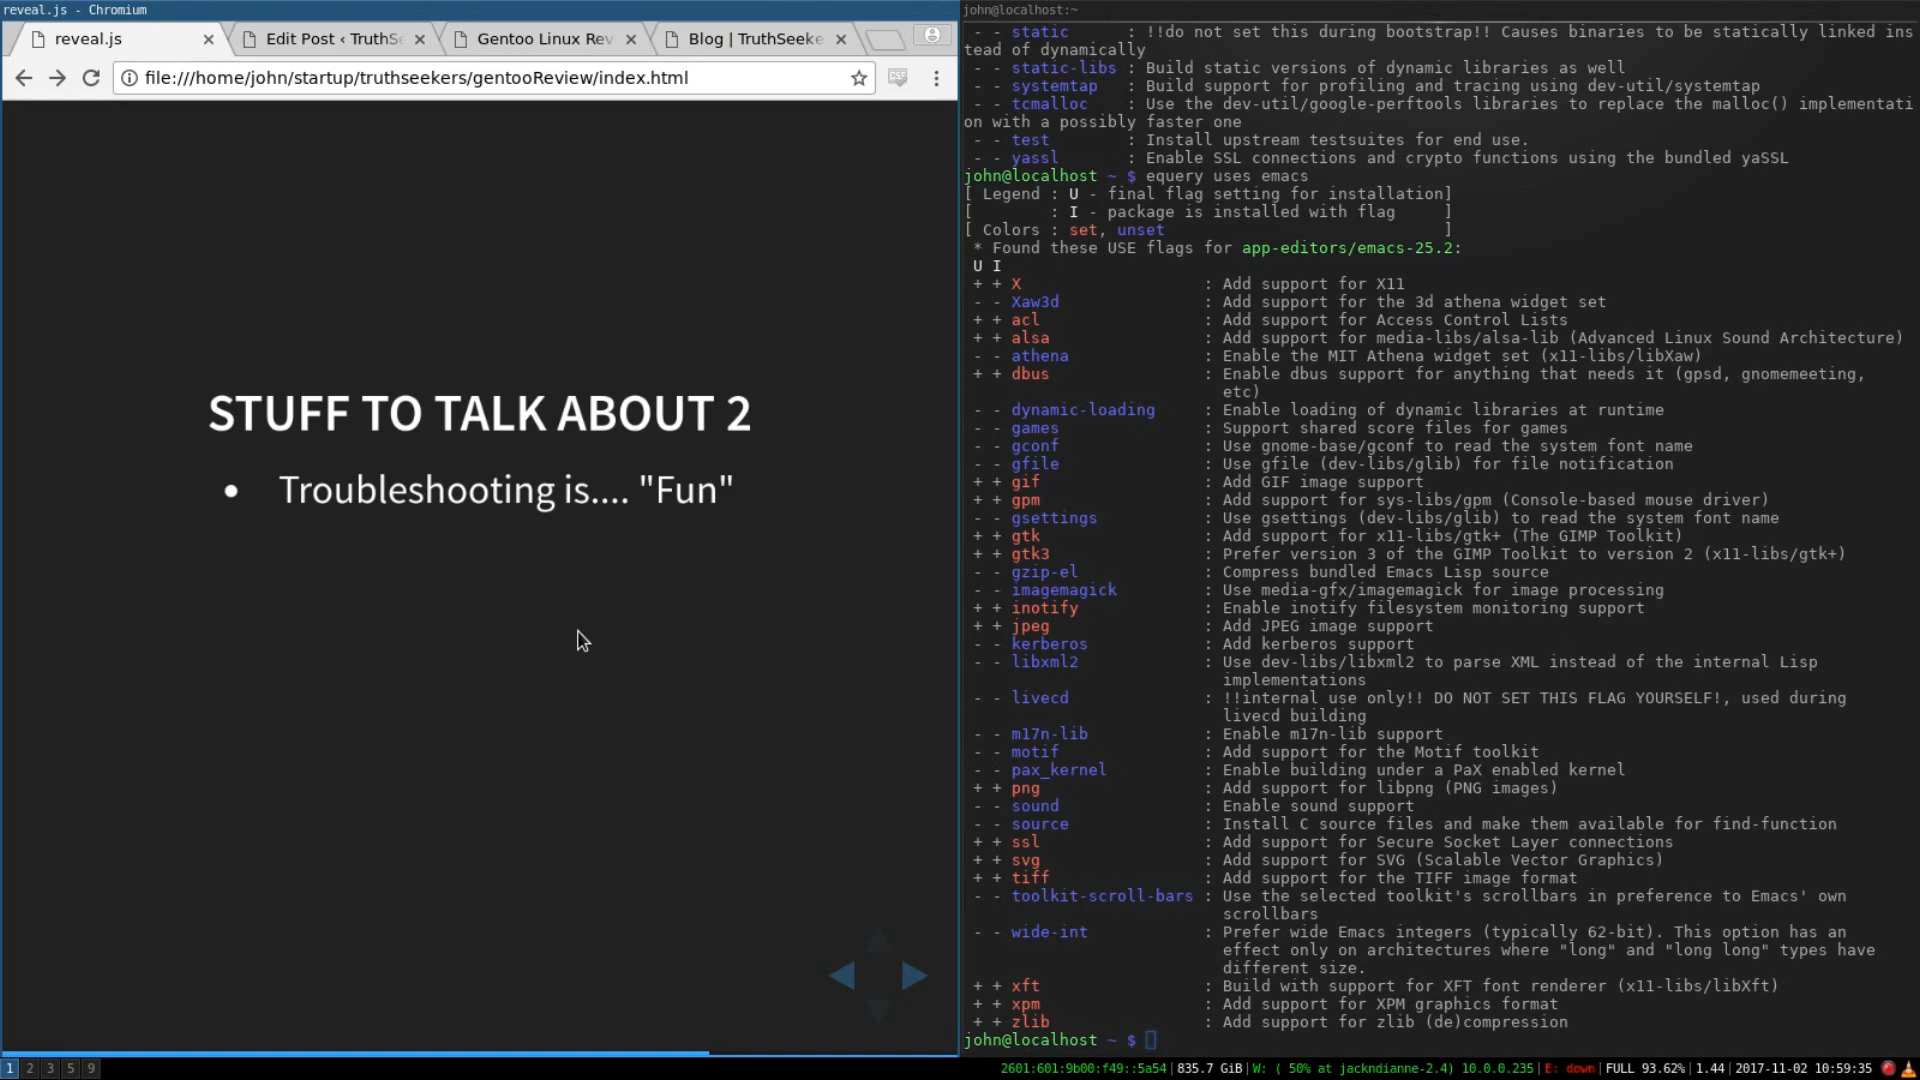 reveal.js - Chromium
reveal.js
Edit Post ‹ TruthS
Gentoo Linux Rev
Blog | TruthSeeke
file:///home/john/startup/truthseekers/gentooReview/index.html
STUFF TO TALK ABOUT 2
• Troubleshooting is.... "Fun"
john@localhost:~
- - static : !!do not set this during bootstrap!! Causes binaries to be statically linked ins
tead of dynamically
- - static-libs : Build static versions of dynamic libraries as well
- - systemtap : Build support for profiling and tracing using dev-util/systemtap
- - tcmalloc : Use the dev-util/google-perftools libraries to replace the malloc() implementati
on with a possibly faster one
- - test : Install upstream testsuites for end use.
- - yassl : Enable SSL connections and crypto functions using the bundled yaSSL
john@localhost ~ $ equery uses emacs
[ Legend : U - final flag setting for installation]
[ : I - package is installed with flag ]
[ Colors : set, unset ]
* Found these USE flags for app-editors/emacs-25.2:
U I
+ + X : Add support for X11
- - Xaw3d : Add support for the 3d athena widget set
+ + acl : Add support for Access Control Lists
+ + alsa : Add support for media-libs/alsa-lib (Advanced Linux Sound Architecture)
- - athena : Enable the MIT Athena widget set (x11-libs/libXaw)
+ + dbus : Enable dbus support for anything that needs it (gpsd, gnomemeeting,
etc)
- - dynamic-loading : Enable loading of dynamic libraries at runtime
- - games : Support shared score files for games
- - gconf : Use gnome-base/gconf to read the system font name
- - gfile : Use gfile (dev-libs/glib) for file notification
+ + gif : Add GIF image support
+ + gpm : Add support for sys-libs/gpm (Console-based mouse driver)
- - gsettings : Use gsettings (dev-libs/glib) to read the system font name
+ + gtk : Add support for x11-libs/gtk+ (The GIMP Toolkit)
+ + gtk3 : Prefer version 3 of the GIMP Toolkit to version 2 (x11-libs/gtk+)
- - gzip-el : Compress bundled Emacs Lisp source
- - imagemagick : Use media-gfx/imagemagick for image processing
+ + inotify : Enable inotify filesystem monitoring support
+ + jpeg : Add JPEG image support
- - kerberos : Add kerberos support
- - libxml2 : Use dev-libs/libxml2 to parse XML instead of the internal Lisp
implementations
- - livecd : !!internal use only!! DO NOT SET THIS FLAG YOURSELF!, used during
livecd building
- - m17n-lib : Enable m17n-lib support
- - motif : Add support for the Motif toolkit
- - pax_kernel : Enable building under a PaX enabled kernel
+ + png : Add support for libpng (PNG images)
- - sound : Enable sound support
- - source : Install C source files and make them available for find-function
+ + ssl : Add support for Secure Socket Layer connections
+ + svg : Add support for SVG (Scalable Vector Graphics)
+ + tiff : Add support for the TIFF image format
- - toolkit-scroll-bars : Use the selected toolkit's scrollbars in preference to Emacs' own
scrollbars
- - wide-int : Prefer wide Emacs integers (typically 62-bit). This option has an
effect only on architectures where "long" and "long long" types have
different size.
+ + xft : Build with support for XFT font renderer (x11-libs/libXft)
+ + xpm : Add support for XPM graphics format
+ + zlib : Add support for zlib (de)compression
john@localhost ~ $
1 2 3 5 9
2601:601:9b00:f49::5a54|835.7 GiB|W: ( 50% at jackndianne-2.4) 10.0.0.235|E: down|FULL 93.62%|1.44|2017-11-02 10:59:35